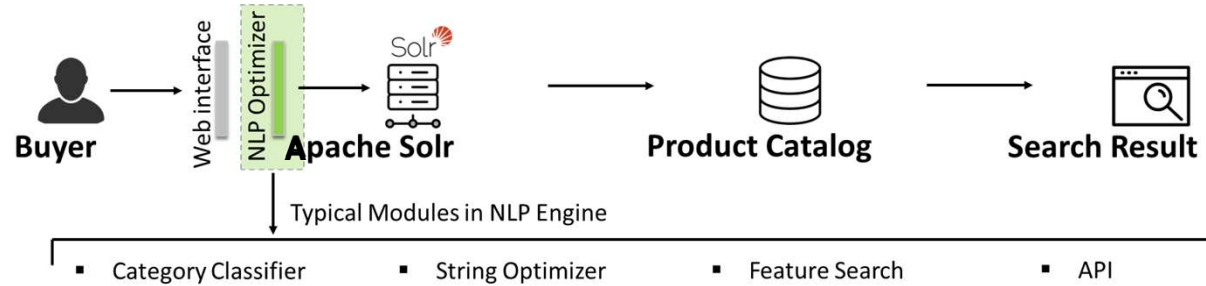 Web interface
NLP Optimizer
Solr
Buyer
Apache Solr
Product Catalog
Search Result
Typical Modules in NLP Engine
▪ Category Classifier
▪ String Optimizer
▪ Feature Search
▪ API